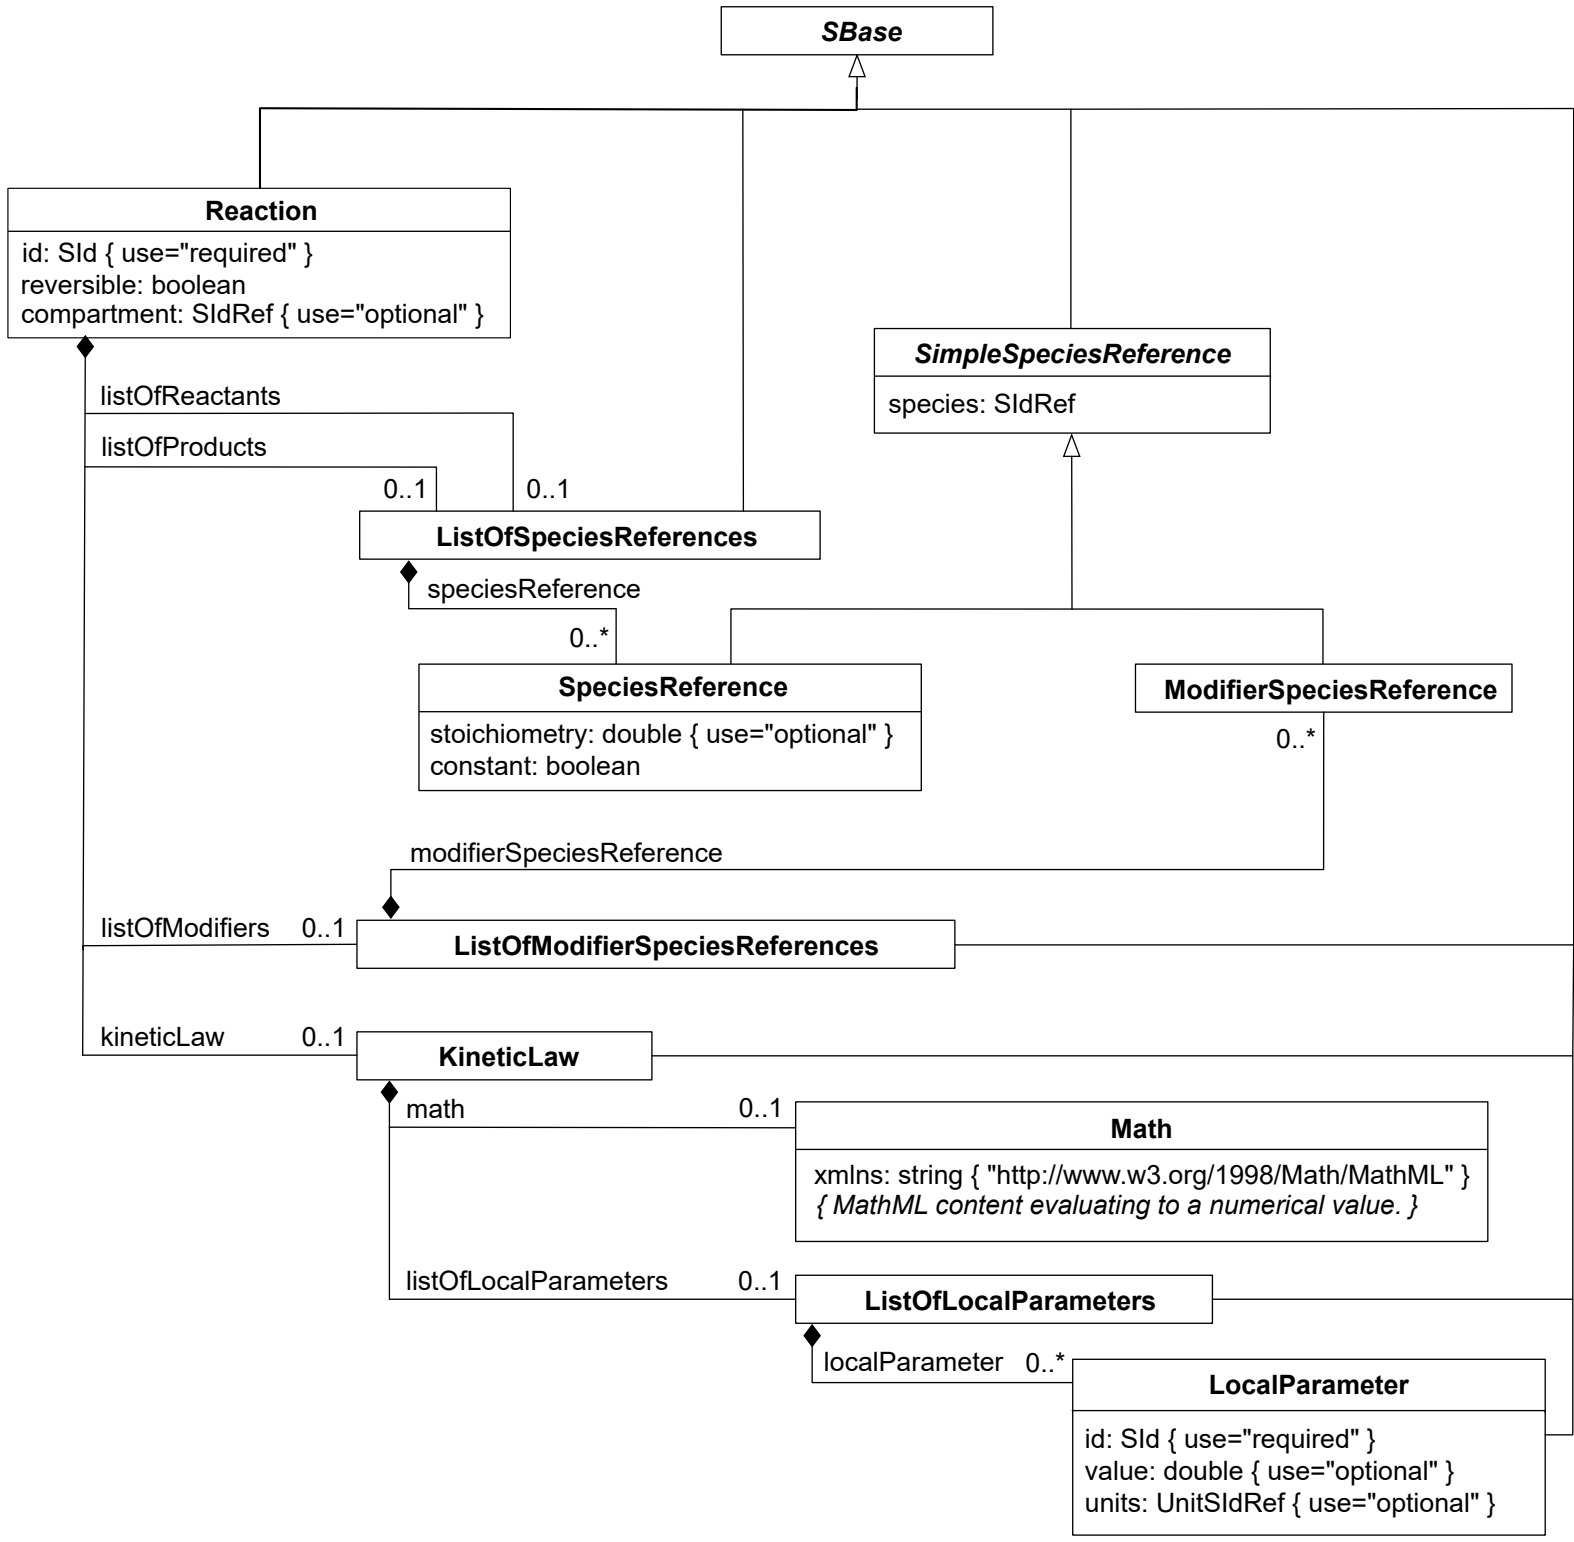 SBase
Reaction
id: SId { use="required" }
reversible: boolean
compartment: SIdRef { use="optional" }
SimpleSpeciesReference
species: SIdRef
listOfReactants
listOfProducts
0..1
0..1
ListOfSpeciesReferences
speciesReference
0..*
SpeciesReference
stoichiometry: double { use="optional" }
constant: boolean
ModifierSpeciesReference
0..*
modifierSpeciesReference
listOfModifiers 0..1
ListOfModifierSpeciesReferences
kineticLaw 0..1
KineticLaw
math 0..1
Math
xmlns: string { "http://www.w3.org/1998/Math/MathML" }
{ MathML content evaluating to a numerical value. }
listOfLocalParameters 0..1
ListOfLocalParameters
localParameter 0..*
LocalParameter
id: SId { use="required" }
value: double { use="optional" }
units: UnitSIdRef { use="optional" }